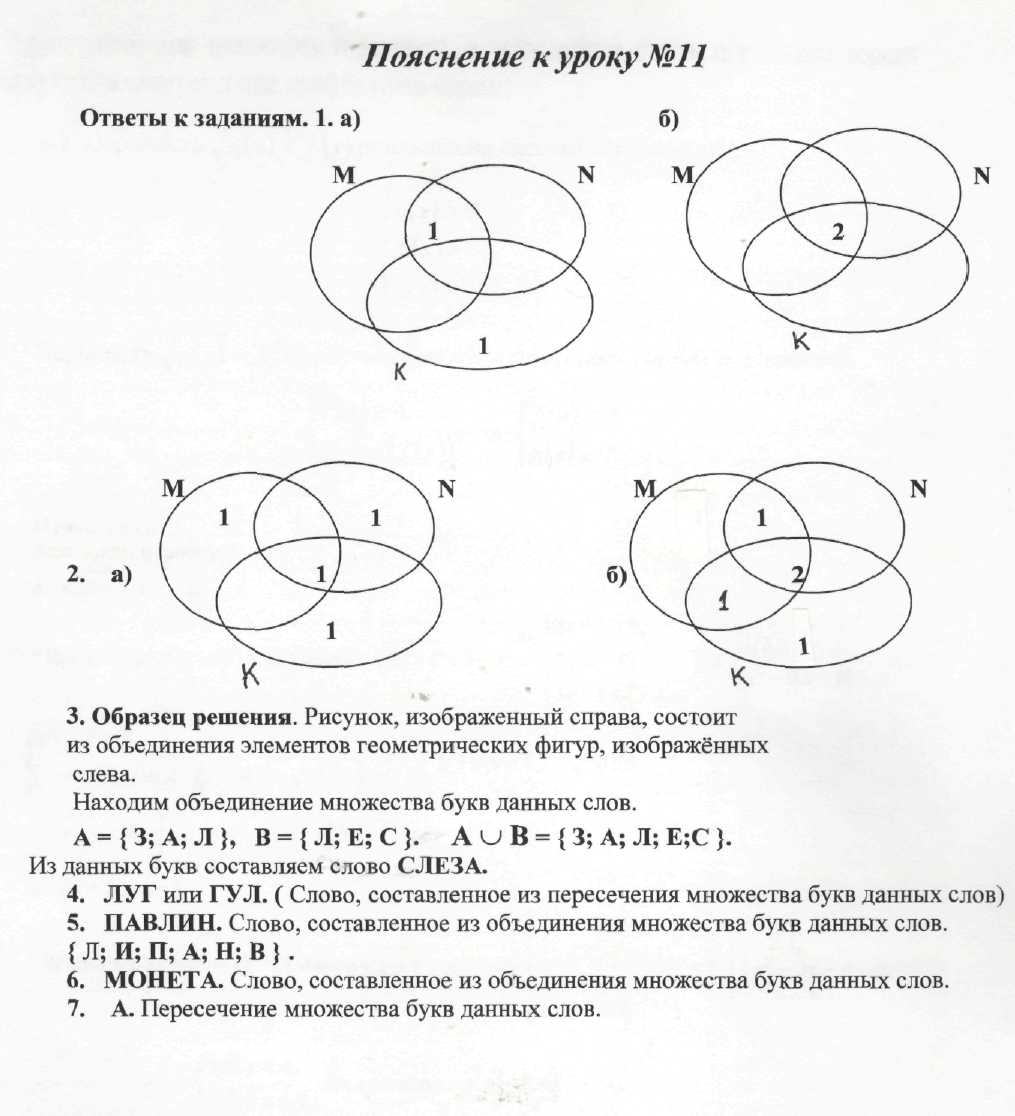 Пояснение к уроку №11
Ответы к заданиям. 1. а) б)
M N M N
1 2
1
K K
M N M N
1 1 1
2. а) 1 б) 2
1 1 1
K K
3. Образец решения. Рисунок, изображенный справа, состоит
из объединения элементов геометрических фигур, изображённых
слева.
Находим объединение множества букв данных слов.
А = { З; А; Л }, В = { Л; Е; С }. А ∪ В = { З; А; Л; Е;С }.
Из данных букв составляем слово СЛЕЗА.
4. ЛУГ или ГУЛ. ( Слово, составленное из пересечения множества букв данных слов)
5. ПАВЛИН. Слово, составленное из объединения множества букв данных слов.
{ Л; И; П; А; Н; В } .
6. МОНЕТА. Слово, составленное из объединения множества букв данных слов.
7. А. Пересечение множества букв данных слов.